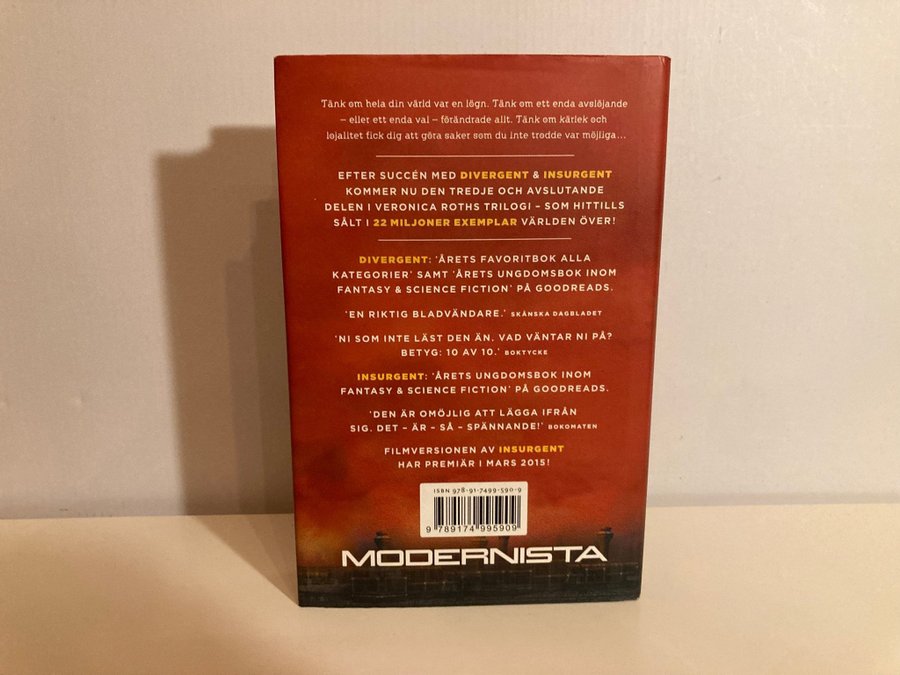 Tänk om hela din värld var en lögn. Tänk om ett enda avslöjande
– eller ett enda val – förändrade allt. Tänk om kärlek och
lojalitet fick dig att göra saker som du inte trodde var möjliga...
EFTER SUCCÉN MED DIVERGENT & INSURGENT
KOMMER NU DEN TREDJE OCH AVSLUTANDE
DELEN I VERONICA ROTHS TRILOGI – SOM HITTILLS
SÅLT I 22 MILJONER EXEMPLAR VÄRLDEN ÖVER!
DIVERGENT: 'ÅRETS FAVORITBOK ALLA
KATEGORIER' SAMT 'ÅRETS UNGDOMSBOK INOM
FANTASY & SCIENCE FICTION' PÅ GOODREADS.
'EN RIKTIG BLADVÄNDARE.' SKÅNSKA DAGBLADET
'NI SOM INTE LÄST DEN ÄN, VAD VÄNTAR NI PÅ?
BETYG: 10 AV 10.' BOKTYCKE
INSURGENT: 'ÅRETS UNGDOMSBOK INOM
FANTASY & SCIENCE FICTION' PÅ GOODREADS.
'DEN ÄR OMÖJLIG ATT LÄGGA IFRÅN
SIG. DET – ÄR – SÅ – SPÄNNANDE!' BOKOMATEN
FILMVERSIONEN AV INSURGENT
HAR PREMIÄR I MARS 2015!
ISBN 978-91-7499-590-9
9 789174 995909
MODERNISTA